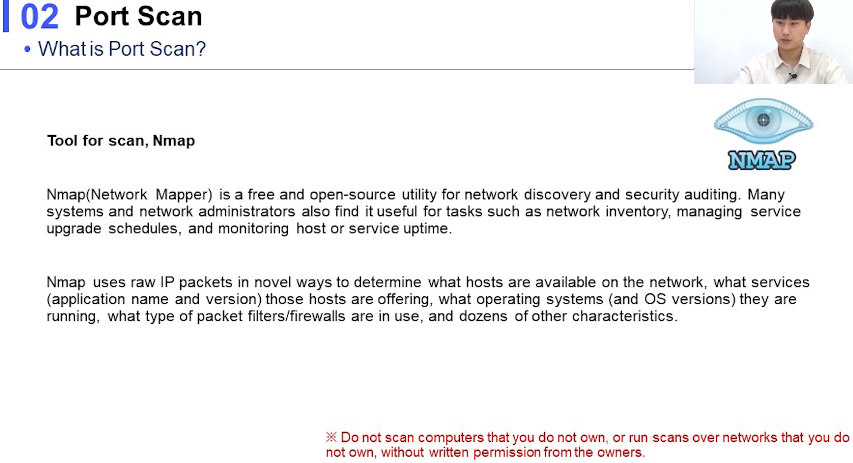 02 Port Scan
• What is Port Scan?
NMAP
Tool for scan, Nmap
Nmap(Network Mapper) is a free and open-source utility for network discovery and security auditing. Many
systems and network administrators also find it useful for tasks such as network inventory, managing service
upgrade schedules, and monitoring host or service uptime.
Nmap uses raw IP packets in novel ways to determine what hosts are available on the network, what services
(application name and version) those hosts are offering, what operating systems (and OS versions) they are
running, what type of packet filters/firewalls are in use, and dozens of other characteristics.
※ Do not scan computers that you do not own, or run scans over networks that you do
not own, without written permission from the owners.